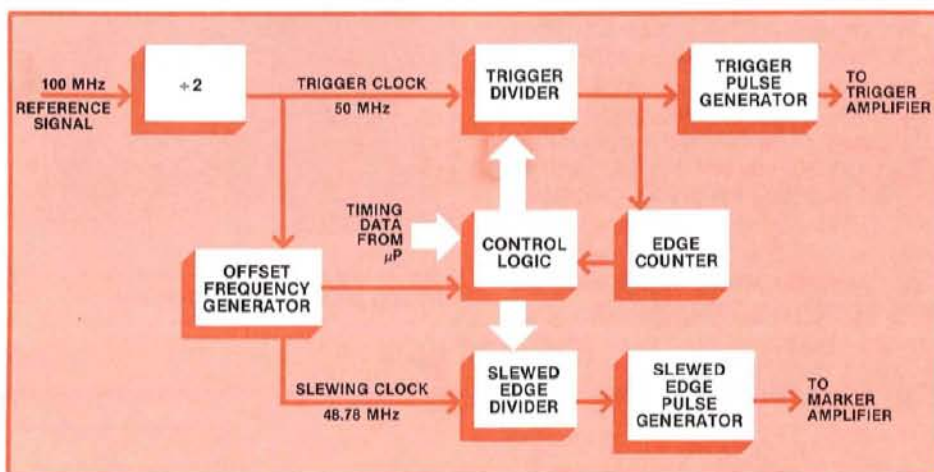 100 MHz
REFERENCE
SIGNAL
÷2
TRIGGER CLOCK
50 MHz
TRIGGER
DIVIDER
TRIGGER
PULSE
GENERATOR
TO
TRIGGER
AMPLIFIER
TIMING
DATA
FROM
μP
CONTROL
LOGIC
EDGE
COUNTER
OFFSET
FREQUENCY
GENERATOR
SLEWING CLOCK
48.78 MHz
SLEWED
EDGE
DIVIDER
SLEWED
EDGE
PULSE
GENERATOR
TO
MARKER
AMPLIFIER